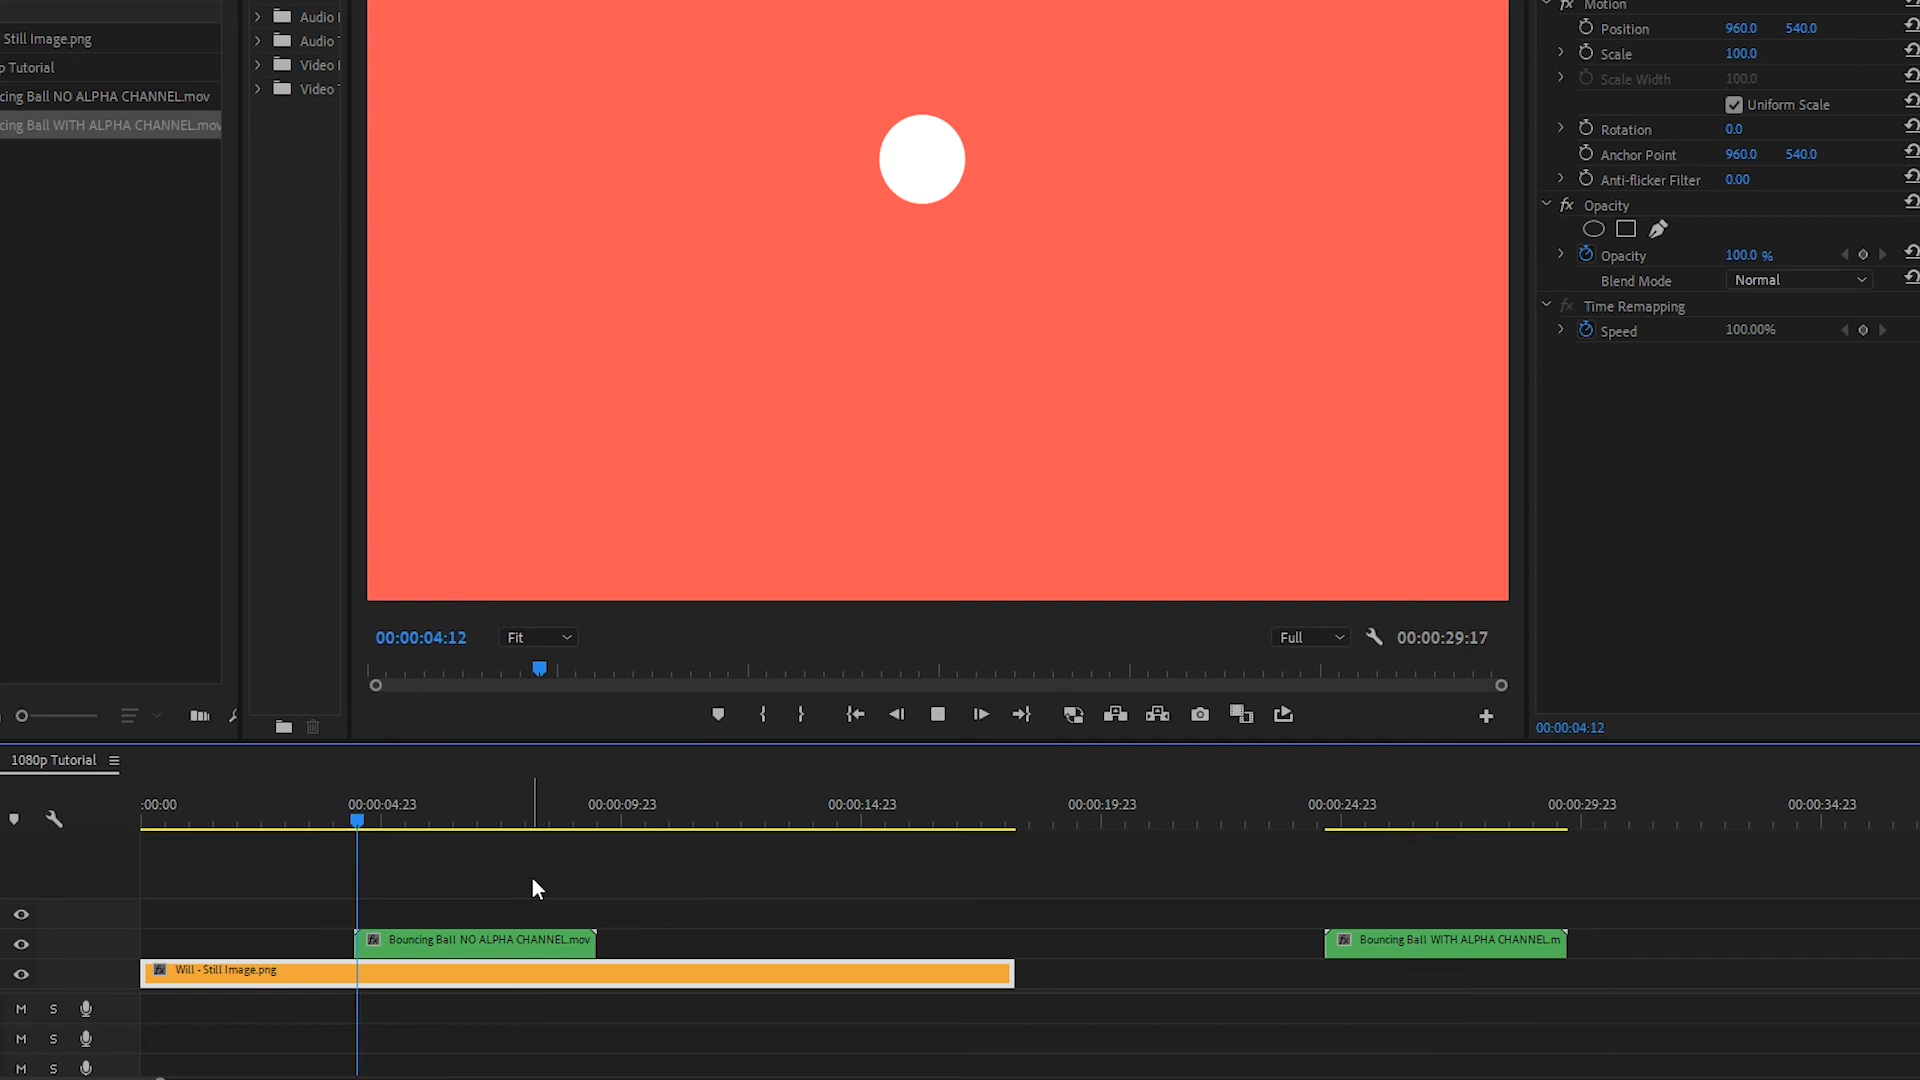 Still Image.png
p Tutorial
cing Ball NO ALPHA CHANNEL.mov
cing Ball WITH ALPHA CHANNEL.mov
Audio
Audio
Video
Video
Motion
Position 960.0 540.0
Scale 100.0
Scale Width 100.0
Uniform Scale
Rotation 0.0
Anchor Point 960.0 540.0
Anti-flicker Filter 0.00
fx Opacity
Opacity 100.0 %
Blend Mode Normal
fx Time Remapping
Speed 100.00%
00:00:04:12 Fit Full 00:00:29:17
00:00:04:12
1080p Tutorial
:00:00 00:00:04:23 00:00:09:23 00:00:14:23 00:00:19:23 00:00:24:23 00:00:29:23 00:00:34:23
fx Bouncing Ball NO ALPHA CHANNEL.mov fx Bouncing Ball WITH ALPHA CHANNEL.m
fx Will - Still Image.png
M S
M S
M S